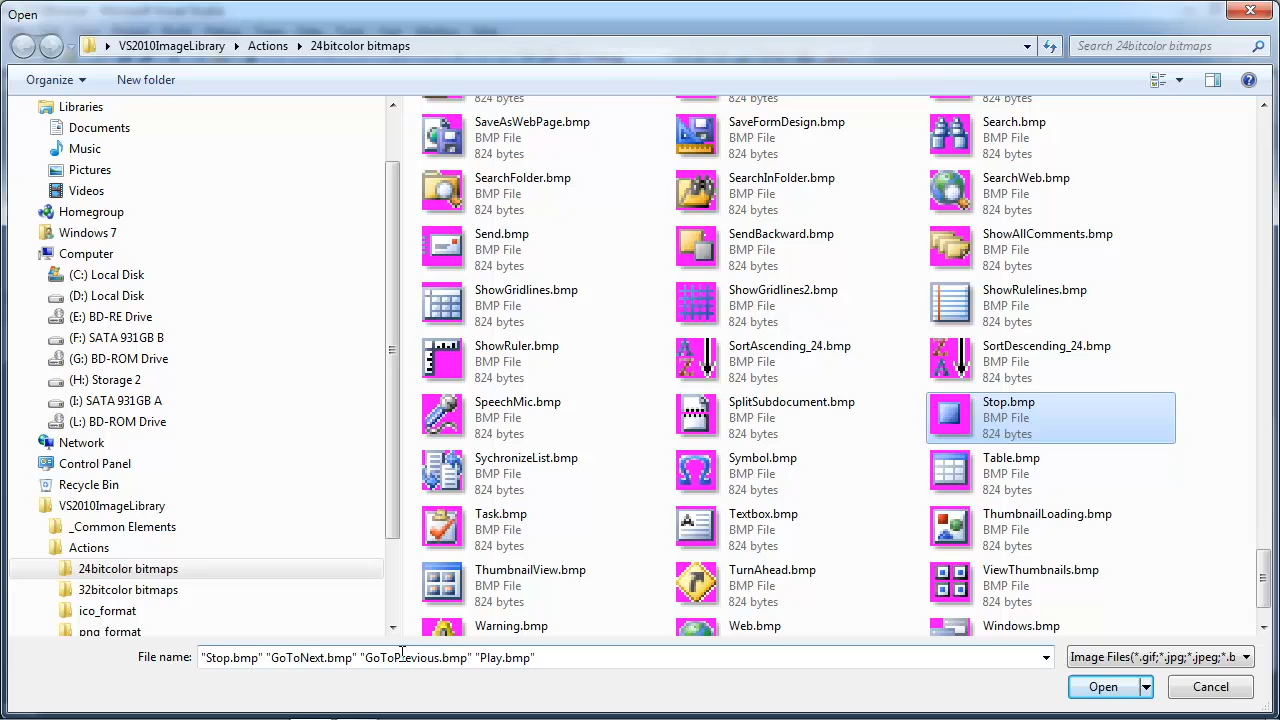 Open
VS2010ImageLibrary Actions 24bitcolor bitmaps
Search 24bitcolor bitmaps
Organize New folder
Libraries
Documents
Music
Pictures
Videos
Homegroup
Windows 7
Computer
(C:) Local Disk
(D:) Local Disk
(E:) BD-RE Drive
(F:) SATA 931GB B
(G:) BD-ROM Drive
(H:) Storage 2
(I:) SATA 931GB A
(L:) BD-ROM Drive
Network
Control Panel
Recycle Bin
VS2010ImageLibrary
_Common Elements
Actions
24bitcolor bitmaps
32bitcolor bitmaps
ico_format
png_format
824 bytes 824 bytes 824 bytes
SaveAsWebPage.bmp SaveFormDesign.bmp Search.bmp
BMP File BMP File BMP File
824 bytes 824 bytes 824 bytes
SearchFolder.bmp SearchInFolder.bmp SearchWeb.bmp
BMP File BMP File BMP File
824 bytes 824 bytes 824 bytes
Send.bmp SendBackward.bmp ShowAllComments.bmp
BMP File BMP File BMP File
824 bytes 824 bytes 824 bytes
ShowGridlines.bmp ShowGridlines2.bmp ShowRulelines.bmp
BMP File BMP File BMP File
824 bytes 824 bytes 824 bytes
ShowRuler.bmp SortAscending_24.bmp SortDescending_24.bmp
BMP File BMP File BMP File
824 bytes 824 bytes 824 bytes
SpeechMic.bmp SplitSubdocument.bmp Stop.bmp
BMP File BMP File BMP File
824 bytes 824 bytes 824 bytes
SychronizeList.bmp Symbol.bmp Table.bmp
BMP File BMP File BMP File
824 bytes 824 bytes 824 bytes
Task.bmp Textbox.bmp ThumbnailLoading.bmp
BMP File BMP File BMP File
824 bytes 824 bytes 824 bytes
ThumbnailView.bmp TurnAhead.bmp ViewThumbnails.bmp
BMP File BMP File BMP File
824 bytes 824 bytes 824 bytes
Warning.bmp Web.bmp Windows.bmp
File name: "Stop.bmp" "GoToNext.bmp" "GoToPrevious.bmp" "Play.bmp"
Image Files(*.gif;*.jpg;*.jpeg;*.b
Open Cancel